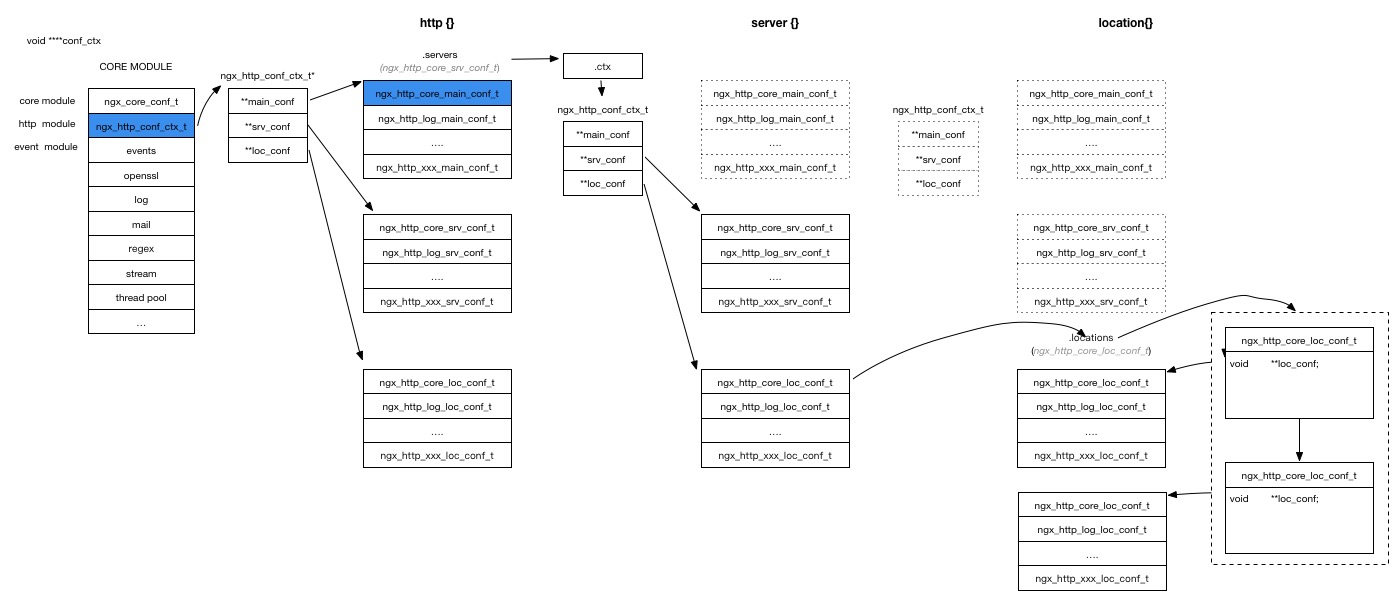 http {}
server {}
location{}
void ****conf_ctx
CORE MODULE
core module
http  module
event  module
ngx_core_conf_t
ngx_http_conf_ctx_t
events
openssl
log
mail
regex
stream
thread pool
...
ngx_http_conf_ctx_t*
**main_conf
**srv_conf
**loc_conf
.servers
(ngx_http_core_srv_conf_t)
ngx_http_core_main_conf_t
ngx_http_log_main_conf_t
....
ngx_http_xxx_main_conf_t
ngx_http_core_srv_conf_t
ngx_http_log_srv_conf_t
....
ngx_http_xxx_srv_conf_t
ngx_http_core_loc_conf_t
ngx_http_log_loc_conf_t
....
ngx_http_xxx_loc_conf_t
.ctx
ngx_http_conf_ctx_t
**main_conf
**srv_conf
**loc_conf
ngx_http_core_main_conf_t
ngx_http_log_main_conf_t
....
ngx_http_xxx_main_conf_t
ngx_http_core_srv_conf_t
ngx_http_log_srv_conf_t
....
ngx_http_xxx_srv_conf_t
ngx_http_core_loc_conf_t
ngx_http_log_loc_conf_t
....
ngx_http_xxx_loc_conf_t
ngx_http_conf_ctx_t
**main_conf
**srv_conf
**loc_conf
ngx_http_core_main_conf_t
ngx_http_log_main_conf_t
....
ngx_http_xxx_main_conf_t
ngx_http_core_srv_conf_t
ngx_http_log_srv_conf_t
....
ngx_http_xxx_srv_conf_t
.locations
(ngx_http_core_loc_conf_t)
ngx_http_core_loc_conf_t
ngx_http_log_loc_conf_t
....
ngx_http_xxx_loc_conf_t
ngx_http_core_loc_conf_t
ngx_http_log_loc_conf_t
....
ngx_http_xxx_loc_conf_t
ngx_http_core_loc_conf_t
void **loc_conf;
ngx_http_core_loc_conf_t
void **loc_conf;